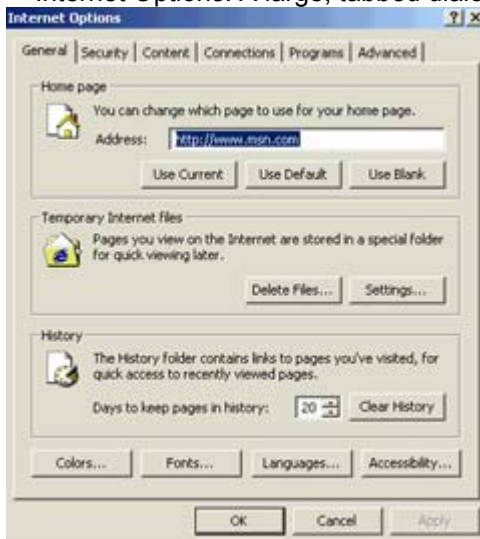 Internet Options
General Security Content Connections Programs Advanced
Home page
You can change which page to use for your home page.
Address: http://www.msn.com
Use Current Use Default Use Blank
Temporary Internet files
Pages you view on the Internet are stored in a special folder
for quick viewing later.
Delete Files... Settings...
History
The History folder contains links to pages you've visited, for
quick access to recently viewed pages.
Days to keep pages in history: 20 Clear History
Colors... Fonts... Languages... Accessibility...
OK Cancel Apply